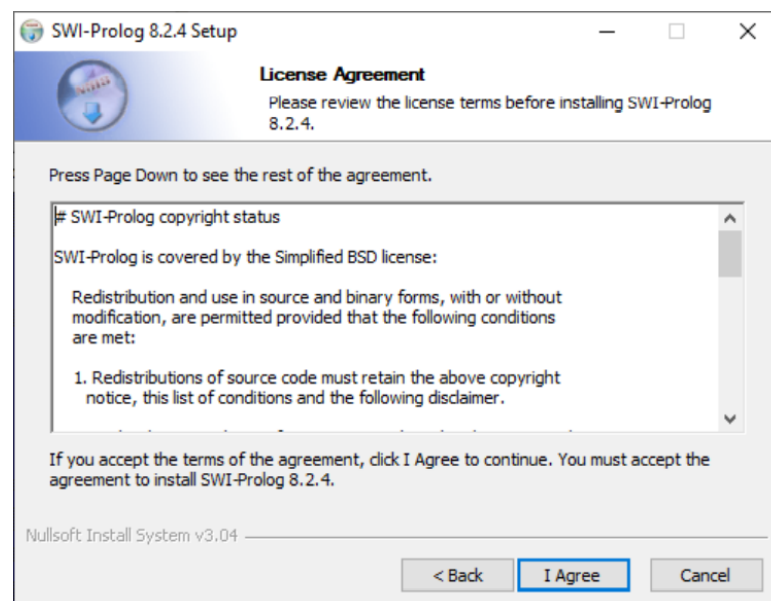 SWI-Prolog 8.2.4 Setup
License Agreement
Please review the license terms before installing SWI-Prolog
8.2.4.
Press Page Down to see the rest of the agreement.
# SWI-Prolog copyright status
SWI-Prolog is covered by the Simplified BSD license:
Redistribution and use in source and binary forms, with or without
modification, are permitted provided that the following conditions
are met:
1. Redistributions of source code must retain the above copyright
notice, this list of conditions and the following disclaimer.
If you accept the terms of the agreement, click I Agree to continue. You must accept the
agreement to install SWI-Prolog 8.2.4.
Nullsoft Install System v3.04
< Back
I Agree
Cancel